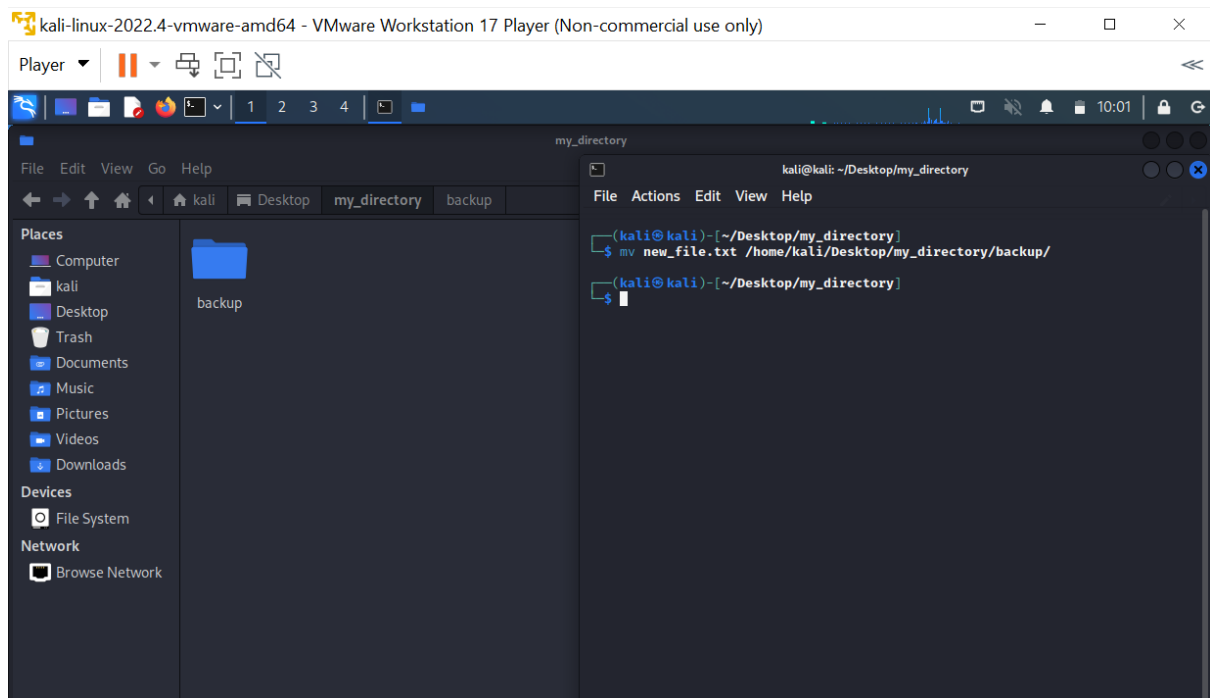 kali-linux-2022.4-vmware-amd64 - VMware Workstation 17 Player (Non-commercial use only)
Player
1 2 3 4
10:01
my_directory
File Edit View Go Help
kali Desktop my_directory backup
Places
Computer
kali
Desktop
Trash
Documents
Music
Pictures
Videos
Downloads
Devices
File System
Network
Browse Network
backup
kali@kali: ~/Desktop/my_directory
File Actions Edit View Help
┌──(kali㉿kali)-[~/Desktop/my_directory]
└─$ mv new_file.txt /home/kali/Desktop/my_directory/backup/
┌──(kali㉿kali)-[~/Desktop/my_directory]
└─$